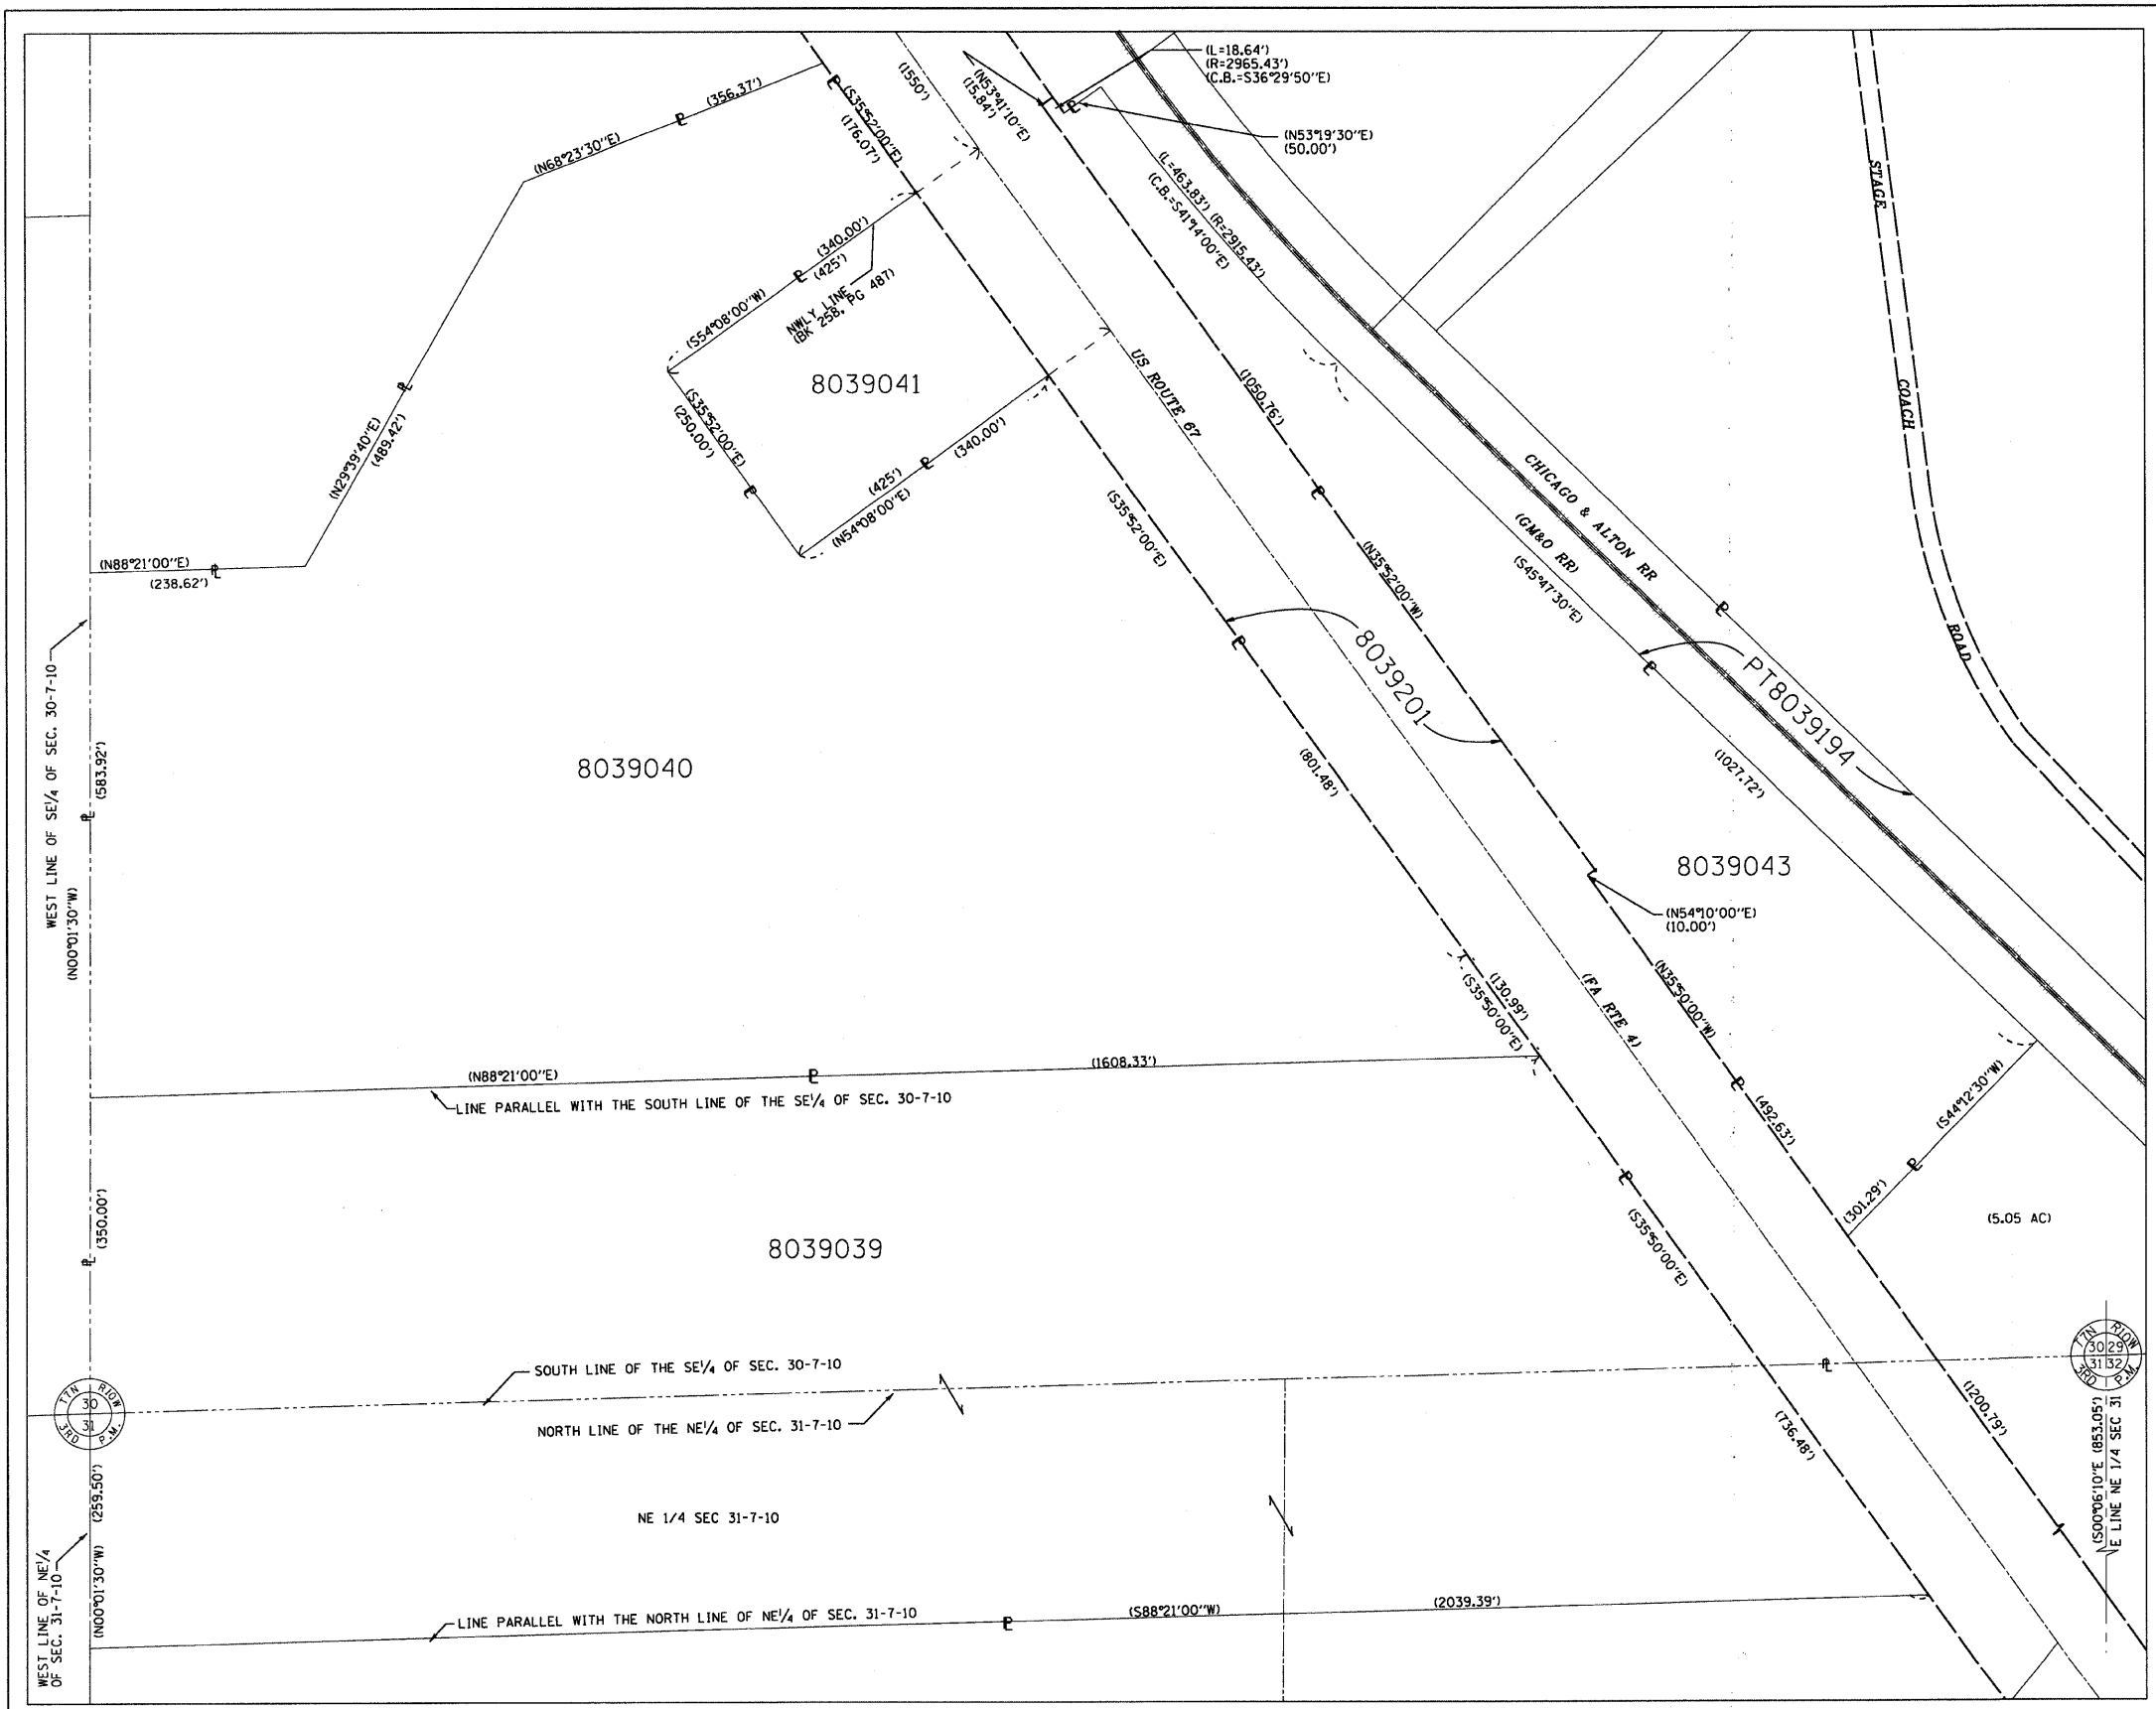 (L=18.64')
(R=2965.43')
(C.B.=S36°29'50"E)
(N53°41'10"E)
(15.84')
(1550')
(N53°19'30"E)
(50.00')
(356.37')
(N68°23'30"E)
(S35°52'00"E)
(176.07')
(L=463.83') (R=2915.43')
(C.B.=S41°14'00"E)
STAGE
COACH
ROAD
(340.00')
(425')
(S54°08'00"W)
NWLY LINE
(BK 258, PG 487)
8039041
(S35°52'00"E)
(250.00')
(340.00')
(425')
(N54°08'00"E)
US ROUTE 67
(1050.76')
(N29°39'40"E)
(489.42')
(N88°21'00"E)
(238.62')
(S35°52'00"E)
(N35°52'00"W)
CHICAGO & ALTON RR
(GM&O RR)
(S45°47'30"E)
8039201
PT8039194
WEST LINE OF SE1/4 OF SEC. 30-7-10
(583.92')
(N00°01'30"W)
8039040
(801.48')
(1027.72')
8039043
(N54°10'00"E)
(10.00')
(130.99')
(S35°50'00"E)
(FA RTE 4)
(N35°50'00"W)
(N88°21'00"E)
(1608.33')
LINE PARALLEL WITH THE SOUTH LINE OF THE SE1/4 OF SEC. 30-7-10
(492.63')
(S44°12'30"W)
(301.29')
(5.05 AC)
(350.00')
8039039
(S35°50'00"E)
SOUTH LINE OF THE SE1/4 OF SEC. 30-7-10
NORTH LINE OF THE NE1/4 OF SEC. 31-7-10
T7N R10W
30
31
3RD P.M.
T7N R10W
30 29
31 32
3RD P.M.
(1200.79')
(736.48')
(S00°06'10"E (853.05')
E LINE NE 1/4 SEC 31
(259.50')
(N00°01'30"W)
WEST LINE OF NE1/4
OF SEC. 31-7-10
NE 1/4 SEC 31-7-10
LINE PARALLEL WITH THE NORTH LINE OF NE1/4 OF SEC. 31-7-10
(S88°21'00"W)
(2039.39')